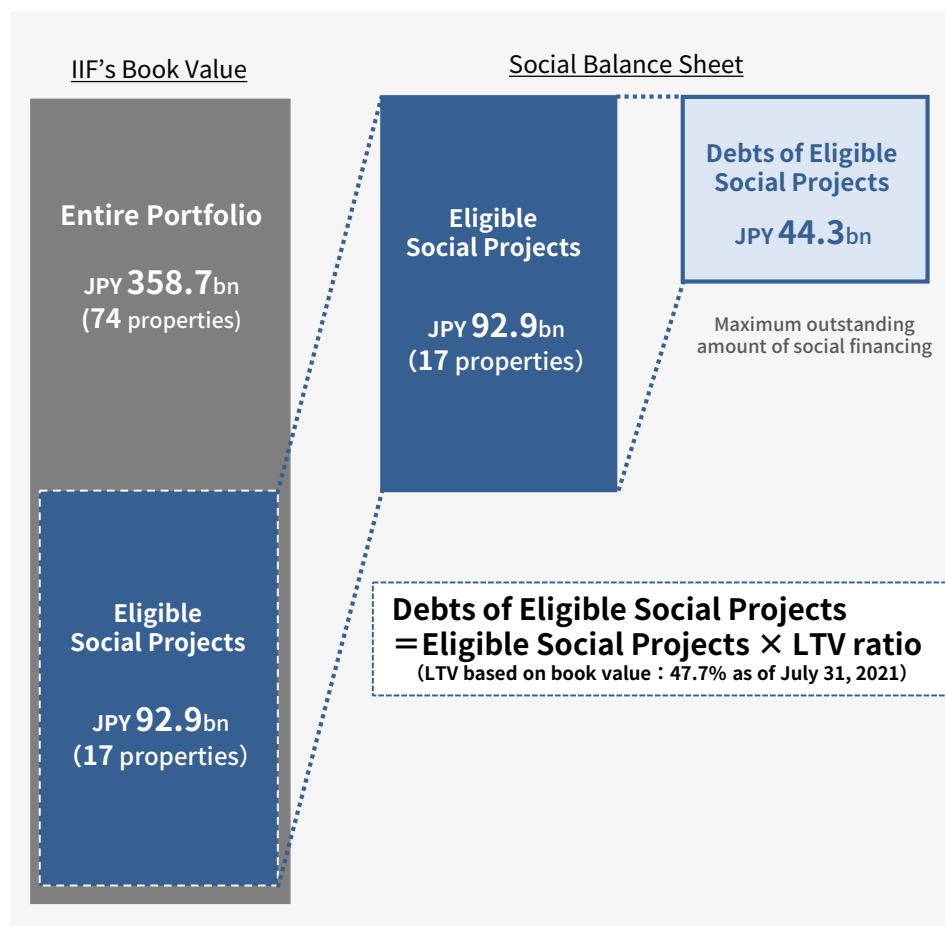 IIF's Book Value
Entire Portfolio
JPY 358.7bn
(74 properties)
Eligible
Social Projects
JPY 92.9bn
(17 properties)
Social Balance Sheet
Eligible
Social Projects
JPY 92.9bn
(17 properties)
Debts of Eligible
Social Projects
JPY 44.3bn
Maximum outstanding
amount of social financing
Debts of Eligible Social Projects
＝Eligible Social Projects × LTV ratio
（LTV based on book value：47.7% as of July 31, 2021）